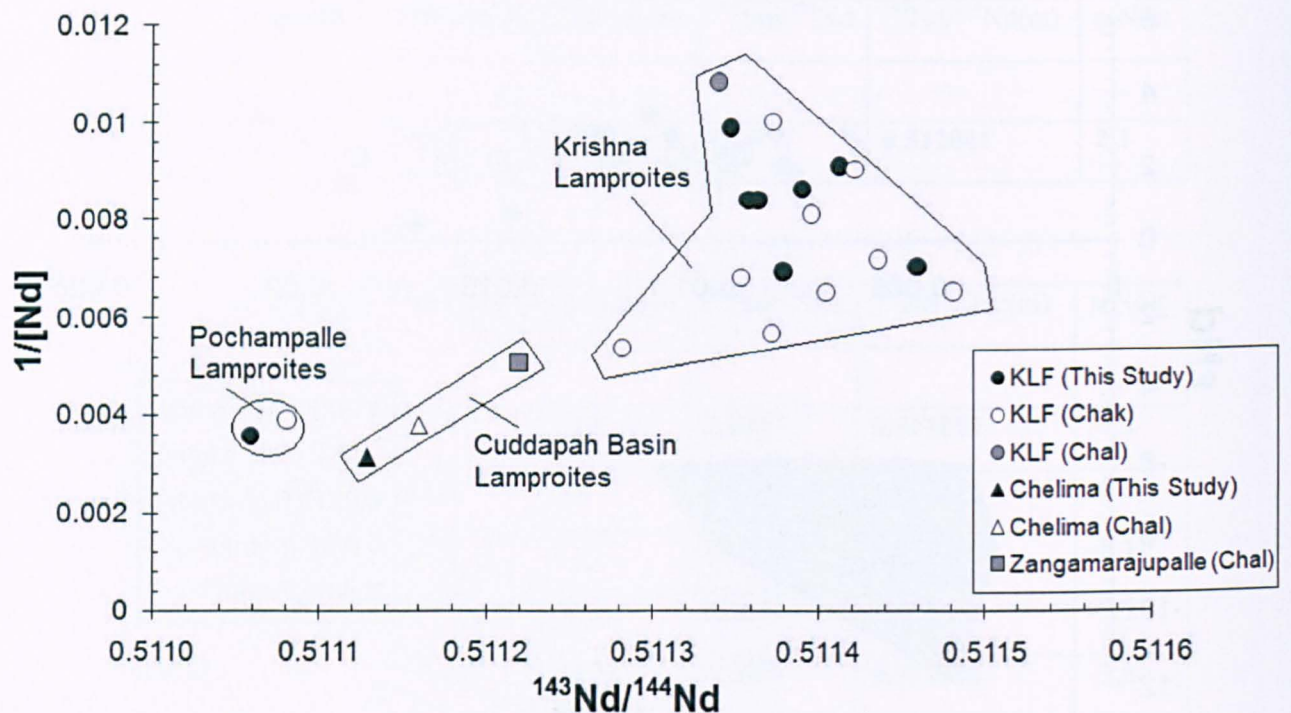 0.012
0.01
0.008
0.006
0.004
0.002
0
1/[Nd]
Krishna
Lamproites
Pochampalle
Lamproites
Cuddapah Basin
Lamproites
KLF (This Study)
KLF (Chak)
KLF (Chal)
Chelima (This Study)
Chelima (Chal)
Zangamarajupalle (Chal)
0.5110 0.5111 0.5112 0.5113 0.5114 0.5115 0.5116
¹⁴³Nd/¹⁴⁴Nd